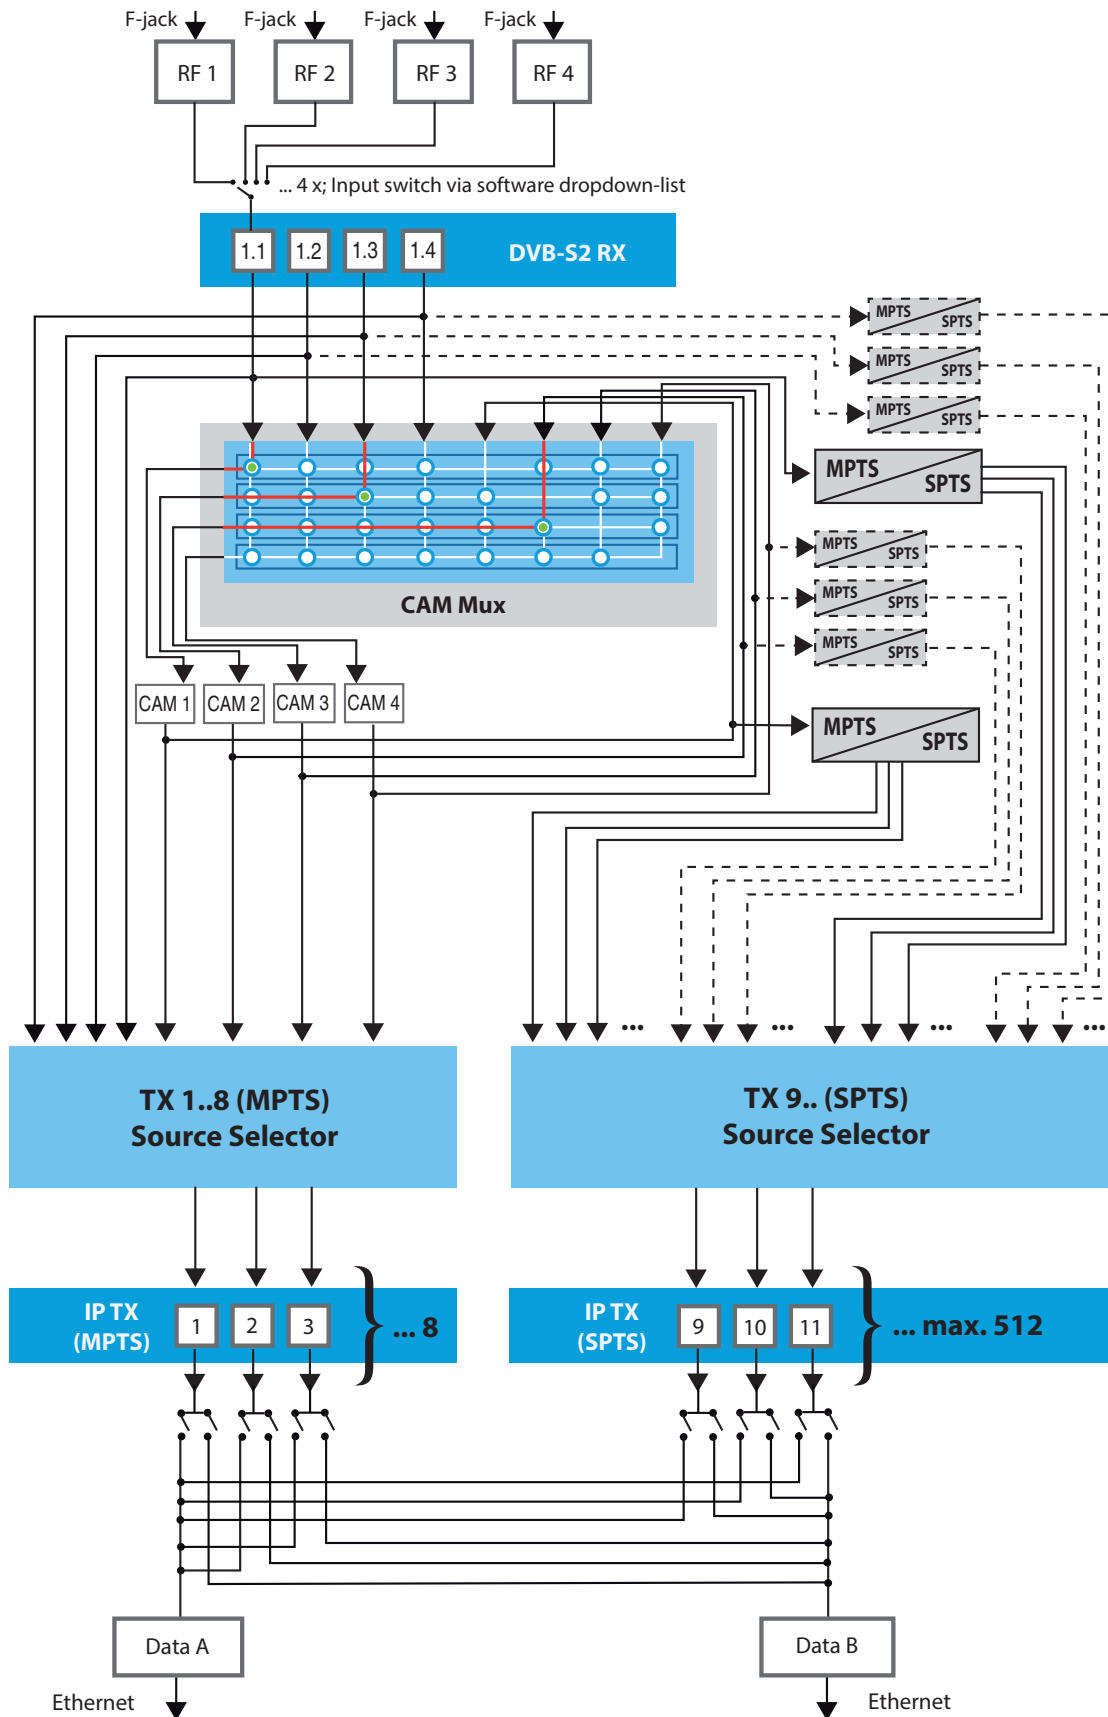 F-jack F-jack F-jack F-jack
RF 1 RF 2 RF 3 RF 4
... 4 x; Input switch via software dropdown-list
1.1 1.2 1.3 1.4 DVB-S2 RX
MPTS
SPTS
MPTS
SPTS
MPTS
SPTS
MPTS
SPTS
MPTS
SPTS
MPTS
SPTS
MPTS
SPTS
CAM Mux
CAM 1 CAM 2 CAM 3 CAM 4
MPTS
SPTS
... ... ... ...
TX 1..8 (MPTS)
Source Selector
TX 9.. (SPTS)
Source Selector
IP TX
(MPTS)
1 2 3 ... 8
IP TX
(SPTS)
9 10 11 ... max. 512
Data A
Data B
Ethernet
Ethernet